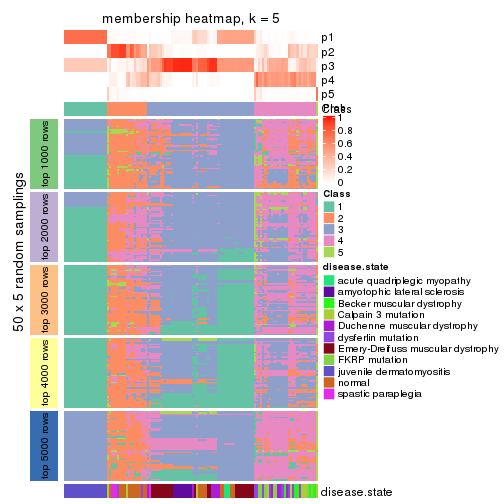 membership heatmap, k = 5
p1
p2
p3
p4
p5
Class
Prob
1
0.8
0.6
0.4
0.2
0
Class
1
2
3
4
5
disease.state
acute quadriplegic myopathy
amyotophic lateral sclerosis
Becker muscular dystrophy
Calpain 3 mutation
Duchenne muscular dystrophy
dysferlin mutation
Emery-Dreifuss muscular dystrophy
FKRP mutation
juvenile dermatomyositis
normal
spastic paraplegia
50 x 5 random samplings
top 1000 rows
top 2000 rows
top 3000 rows
top 4000 rows
top 5000 rows
disease.state